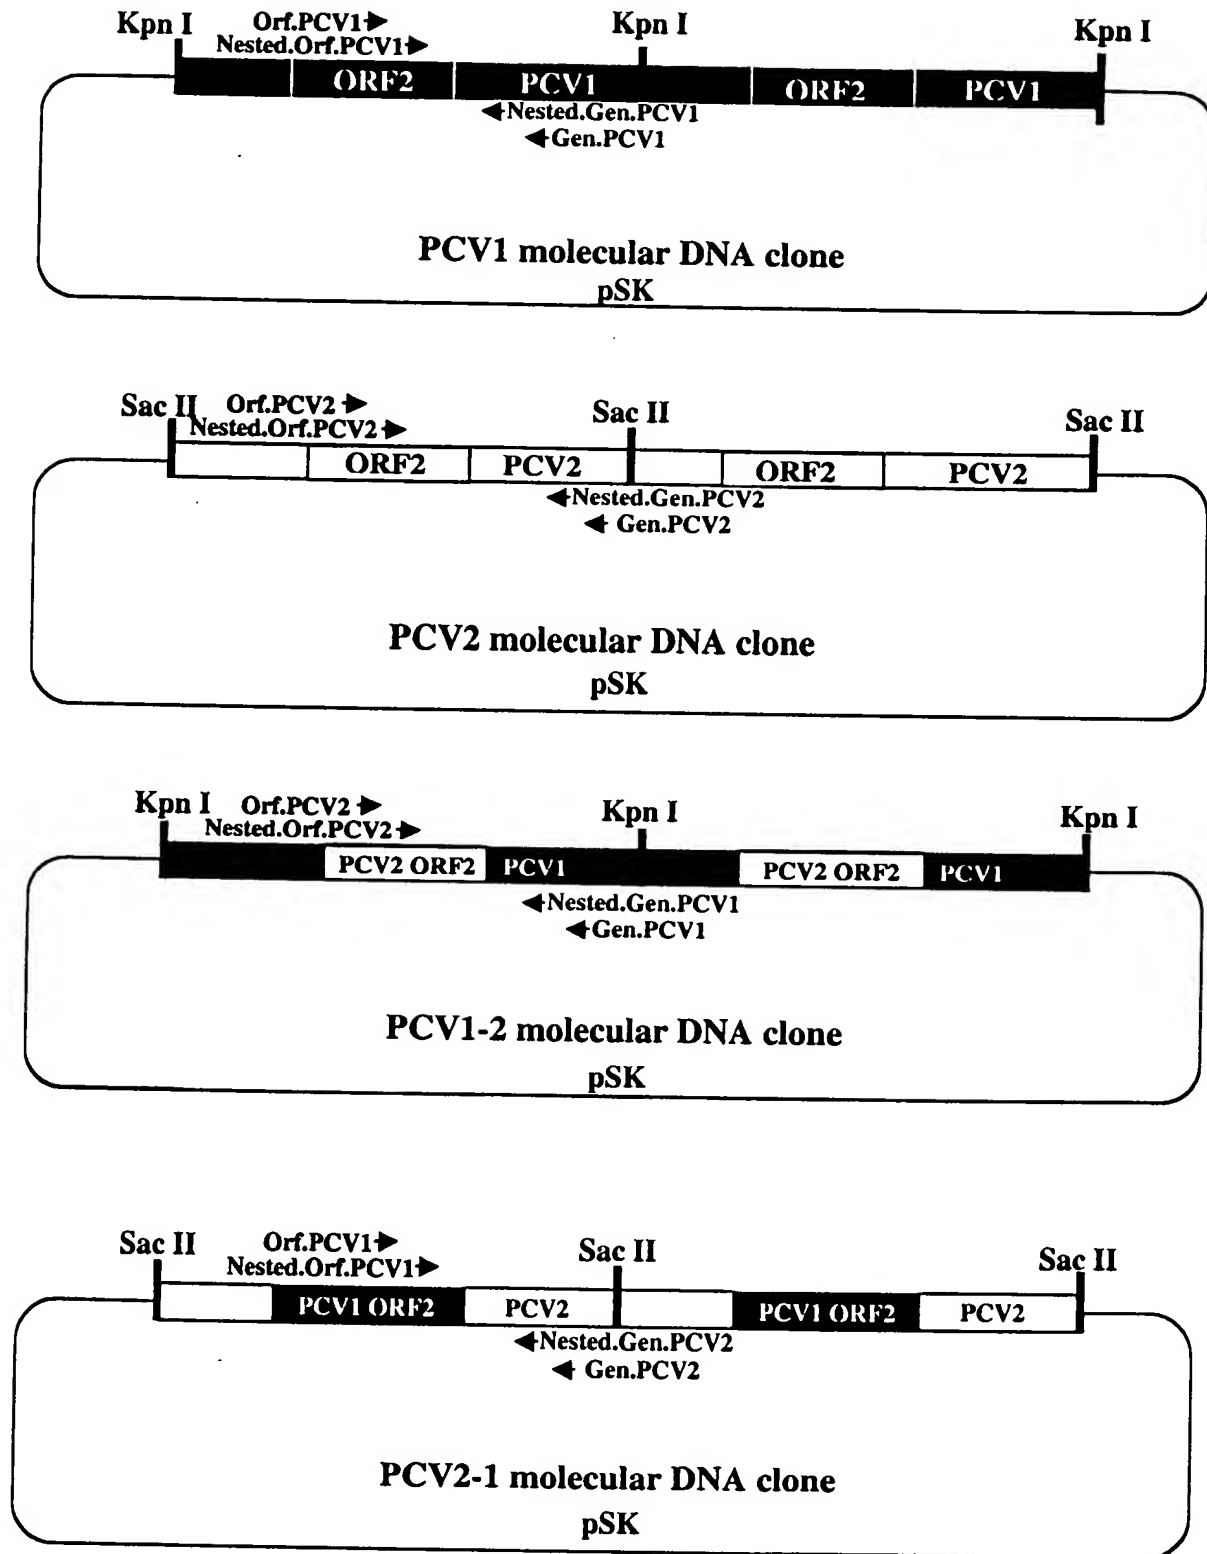 Orf.PCV1
Kpn I
Kpn I
Kpn I
Nested.Orf.PCV1
ORF2
PCV1
ORF2
PCV1
Nested.Gen.PCV1
Gen.PCV1
PCV1 molecular DNA clone
pSK
Sac II
Orf.PCV2
Sac II
Sac II
Nested.Orf.PCV2
ORF2
PCV2
ORF2
PCV2
Nested.Gen.PCV2
Gen.PCV2
PCV2 molecular DNA clone
pSK
Kpn I
Orf.PCV2
Kpn I
Kpn I
Nested.Orf.PCV2
PCV2 ORF2
PCV1
PCV2 ORF2
PCV1
Nested.Gen.PCV1
Gen.PCV1
PCV1-2 molecular DNA clone
pSK
Sac II
Orf.PCV1
Sac II
Sac II
Nested.Orf.PCV1
PCV1 ORF2
PCV2
PCV1 ORF2
PCV2
Nested.Gen.PCV2
Gen.PCV2
PCV2-1 molecular DNA clone
pSK